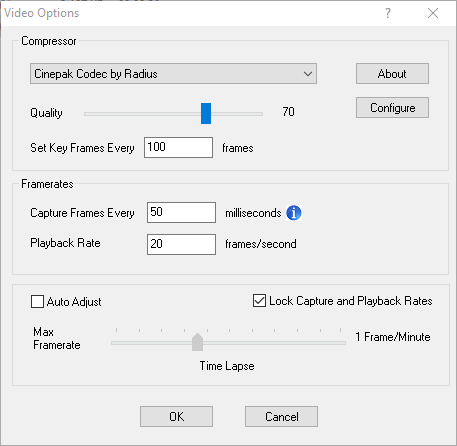 Video Options
Compressor
Cinepak Codec by Radius
About
Quality
70
Configure
Set Key Frames Every 100 frames
Framerates
Capture Frames Every 50 milliseconds
Playback Rate 20 frames/second
Auto Adjust
Lock Capture and Playback Rates
Max
Framerate
1 Frame/Minute
Time Lapse
OK
Cancel